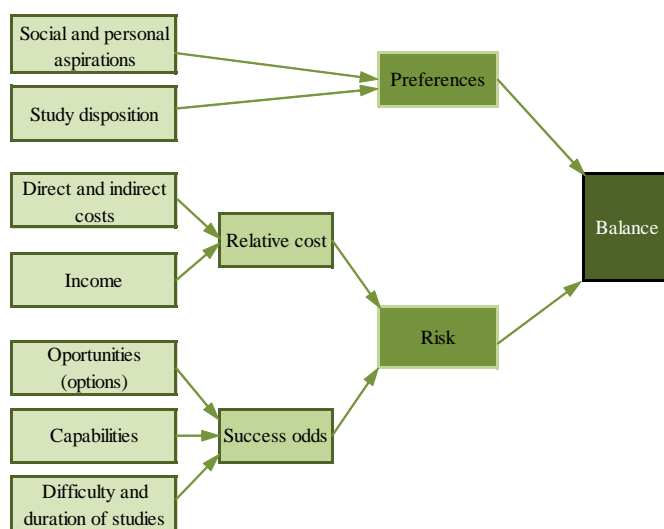 Social and personal
aspirations
Study disposition
Preferences
Direct and indirect
costs
Relative cost
Income
Balance
Risk
Oportunities
(options)
Capabilities
Success odds
Difficulty and
duration of studies